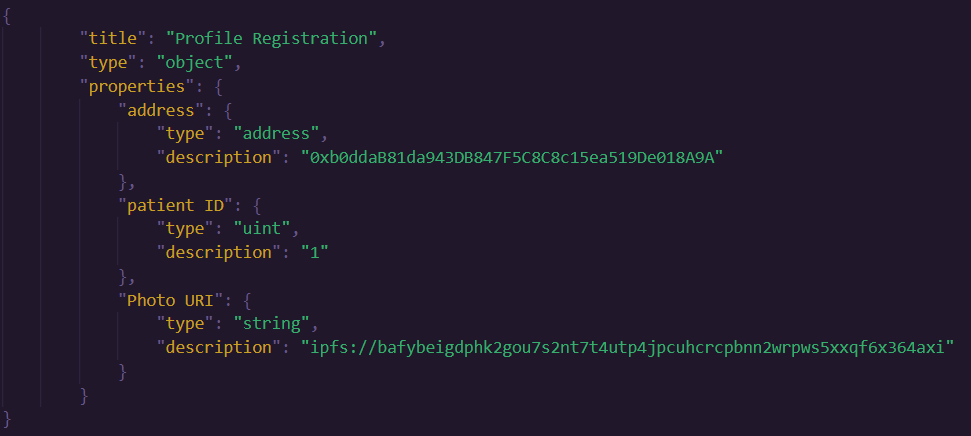 {
"title": "Profile Registration",
"type": "object",
"properties": {
"address": {
"type": "address",
"description": "0xb0ddaB81da943DB847F5C8C8c15ea519De018A9A"
},
"patient ID": {
"type": "uint",
"description": "1"
},
"Photo URI": {
"type": "string",
"description": "ipfs://bafybeigdphk2gou7s2nt7t4utp4jpcuhcrcpbnn2wrpws5xxqf6x364axi"
}
}
}